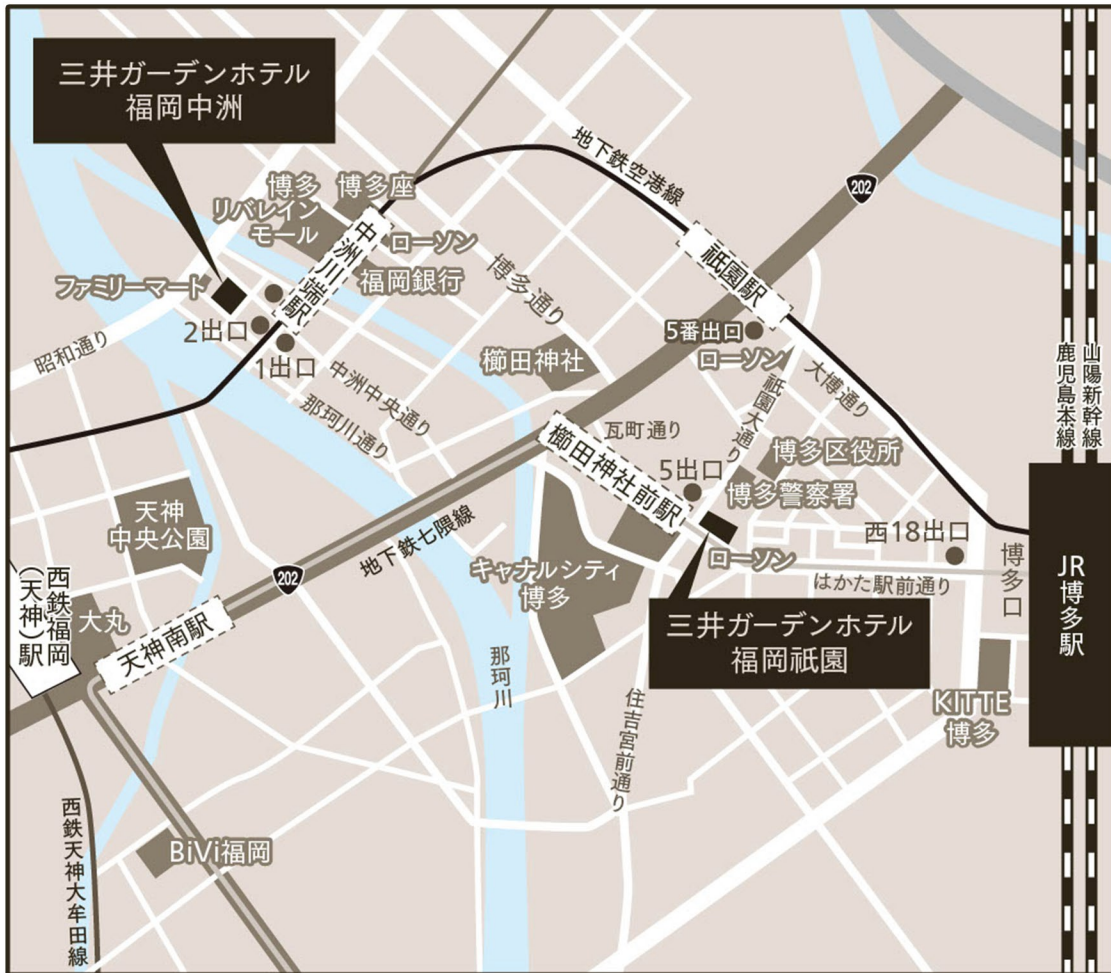 三井ガーデンホテル
福岡中洲
地下鉄空港線
202
博多
リバレイン
モール
博多座
中洲川端駅
ローソン
福岡銀行
博多通り
祇園駅
ファミリーマート
2出口
1出口
昭和通り
中洲中央通り
那珂川通り
櫛田神社
5番出口
ローソン
大博通り
祇園大通り
鹿児島本線
山陽新幹線
瓦町通り
櫛田神社前駅
5出口
博多区役所
博多警察署
天神
中央公園
地下鉄七隈線
202
キャナルシティ
博多
ローソン
西18出口
はかた駅前通り
博多口
JR博多駅
西鉄福岡
(天神)駅
大丸
天神南駅
三井ガーデンホテル
福岡祇園
那珂川
住吉宮前通り
KITTE
博多
西鉄天神大牟田線
BiVi福岡